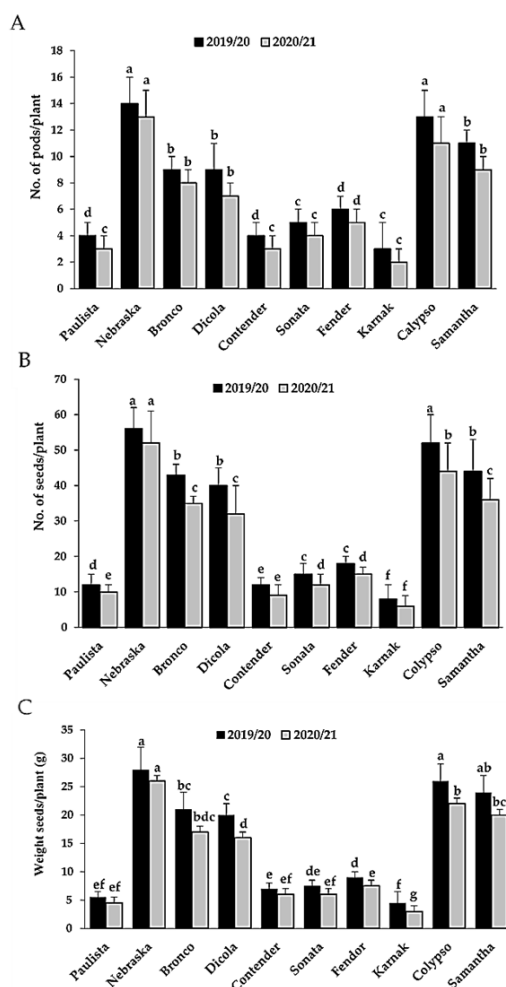 A
2019/20 2020/21
No. of pods/plant
18
16
14
12
10
8
6
4
2
0
d c a a b b b b d c c c d c c c a a b b
Paulista Nebraska Bronco Dicola Contender Sonata Fender Karnak Calypso Samantha
B
2019/20 2020/21
No. of seeds/plant
70
60
50
40
30
20
10
0
d e a a b c b c e e c d c d f f a b b c
Paulista Nebraska Bronco Dicola Contender Sonata Fender Karnak Colypso Samantha
C
2019/20 2020/21
Weight seeds/plant (g)
35
30
25
20
15
10
5
0
ef ef a a bc bdc c d e ef de ef d e f g a b ab bc
Paulista Nebraska Bronco Dicola Contender Sonata Fendor Karnak Colypso Samantha